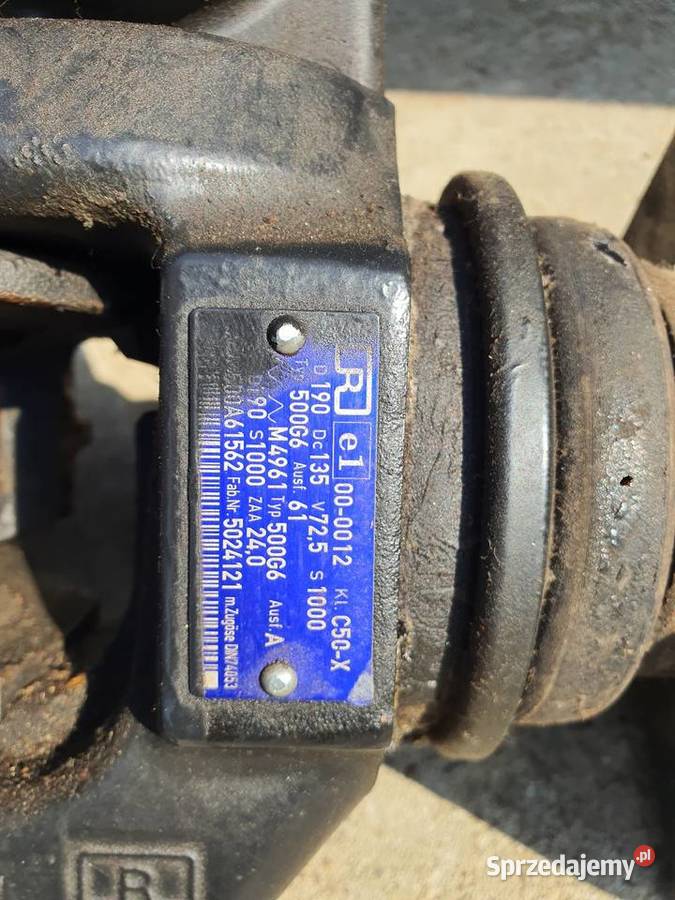 R e1 00-0012 Kl. C50-X
D 190 Dc 135 V 72.5 S 1000
Typ 500G6 Ausf. 61
M4961 Typ 500G6 Ausf. A
90 S 1000 ZAA 24,0
A61562 Fab.Nr. 5024121 m.Zugöse DIN74053
R
Sprzedajemy.pl